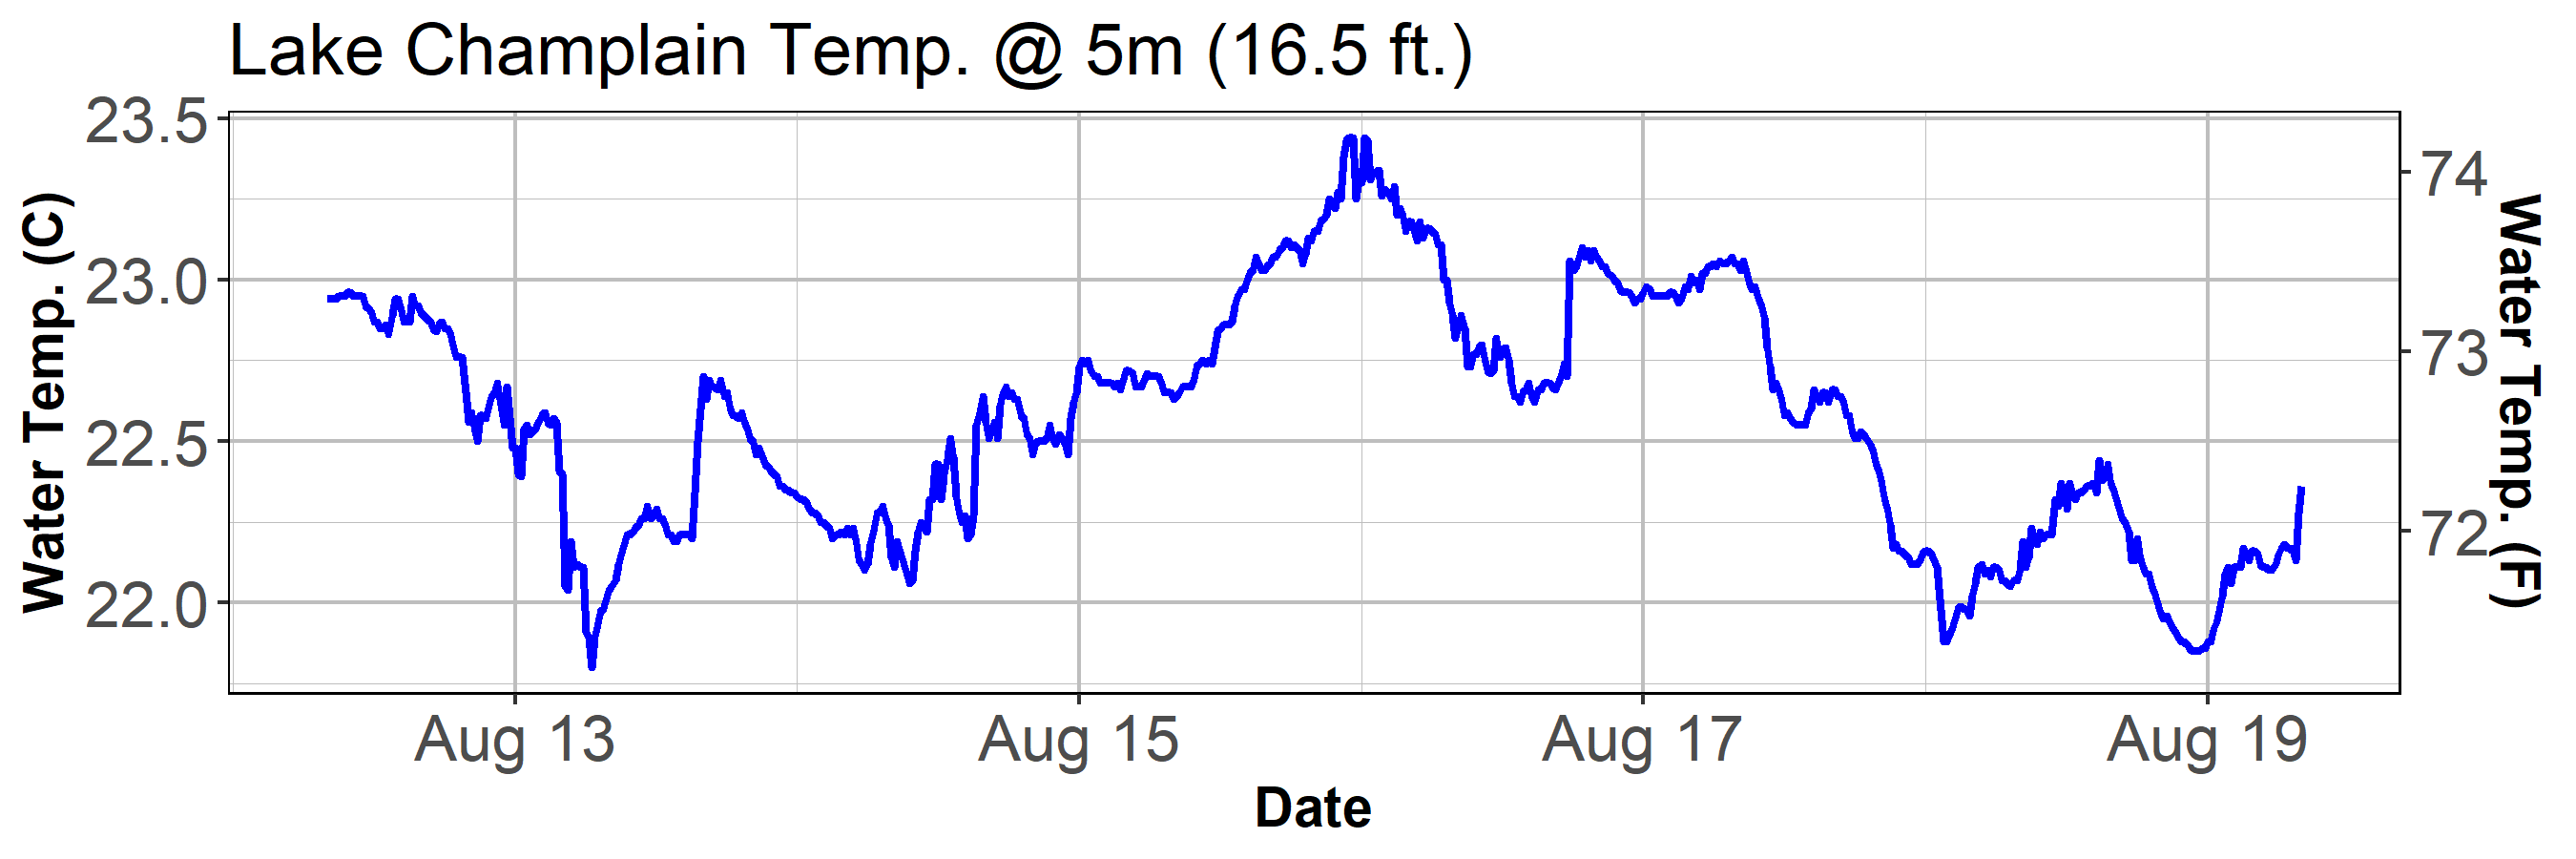 Lake Champlain Temp. @ 5m (16.5 ft.)
Water Temp. (C)
23.5
23.0
22.5
22.0
74
73
72
Water Temp. (F)
Aug 13
Aug 15
Aug 17
Aug 19
Date